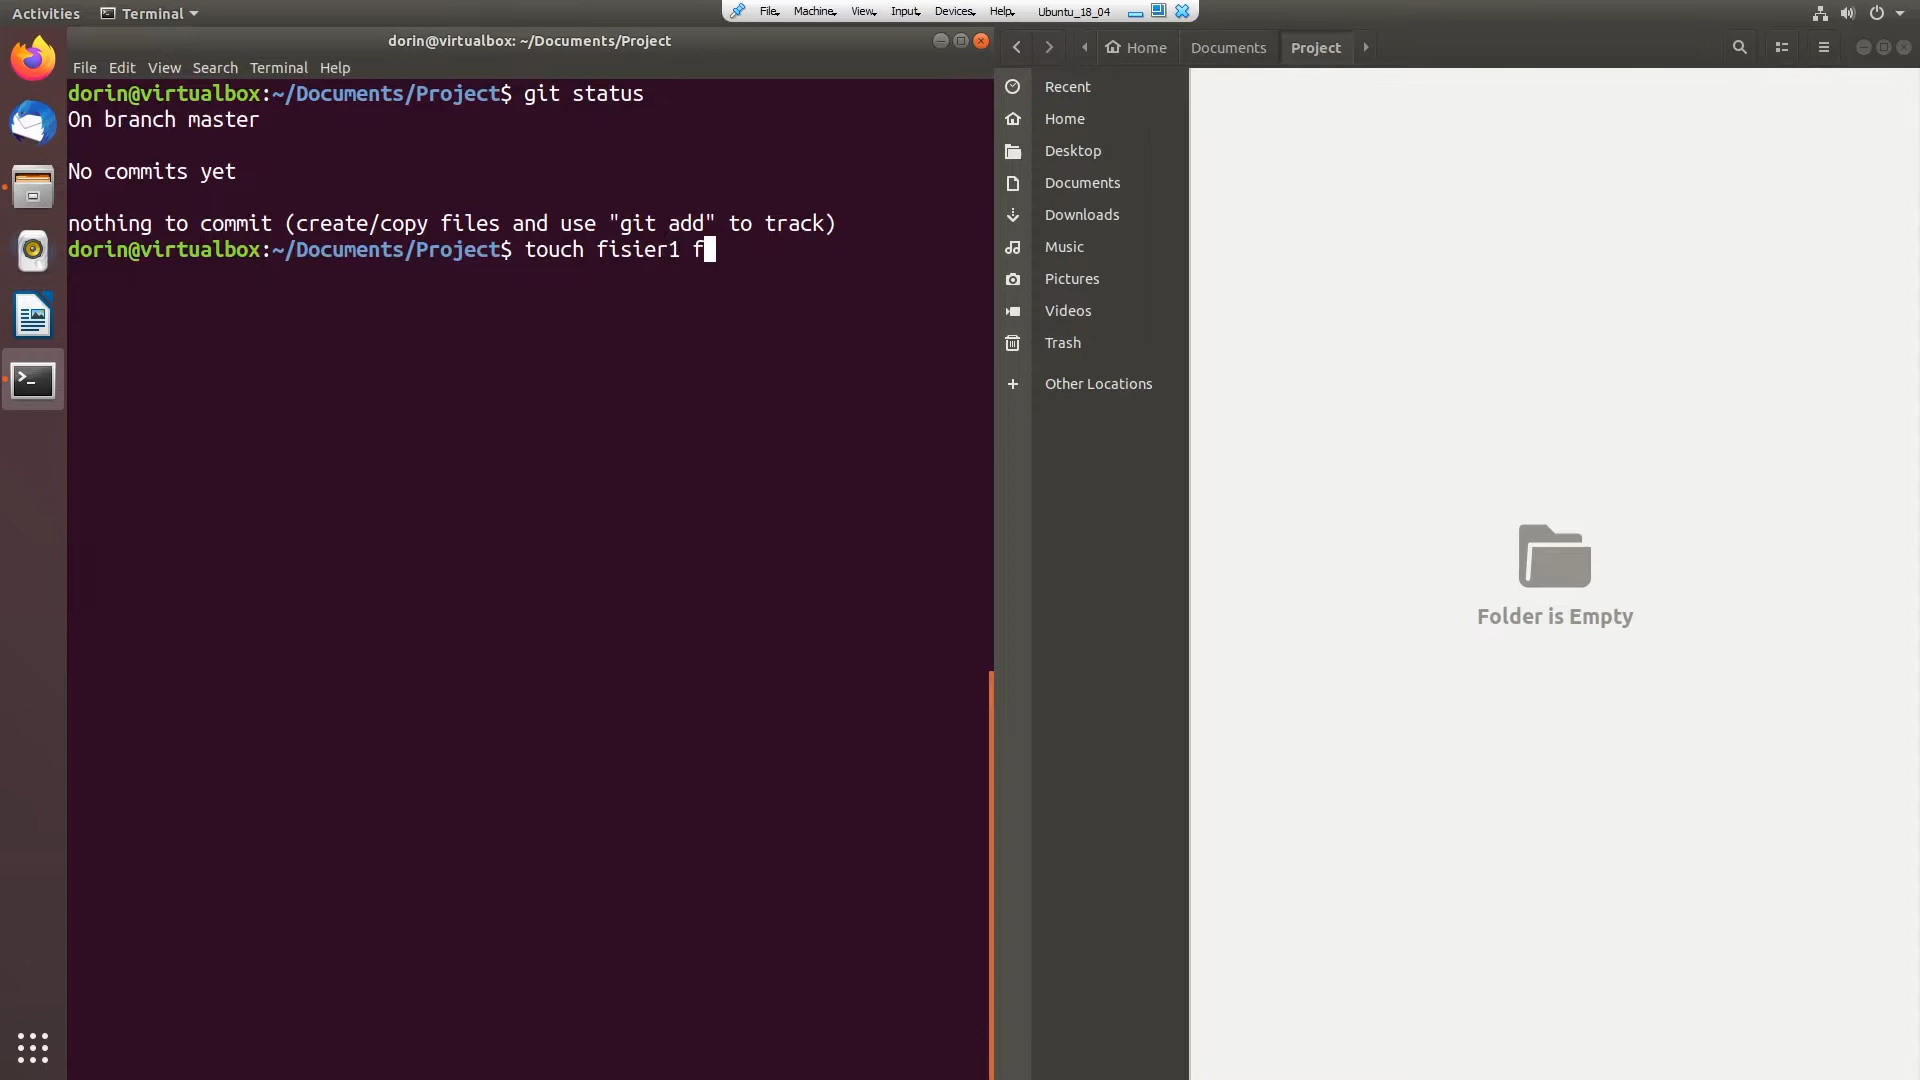 Activities
Terminal
File
Machine
View
Input
Devices
Help
Ubuntu_18_04
dorin@virtualbox: ~/Documents/Project
File Edit View Search Terminal Help
dorin@virtualbox:~/Documents/Project$ git status
On branch master
No commits yet
nothing to commit (create/copy files and use "git add" to track)
dorin@virtualbox:~/Documents/Project$ touch fisier1 f
Home
Documents
Project
Recent
Home
Desktop
Documents
Downloads
Music
Pictures
Videos
Trash
Other Locations
Folder is Empty